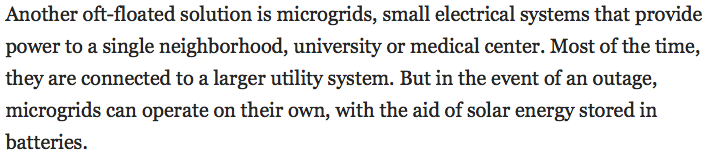 Another oft-floated solution is microgrids, small electrical systems that provide
power to a single neighborhood, university or medical center. Most of the time,
they are connected to a larger utility system. But in the event of an outage,
microgrids can operate on their own, with the aid of solar energy stored in
batteries.